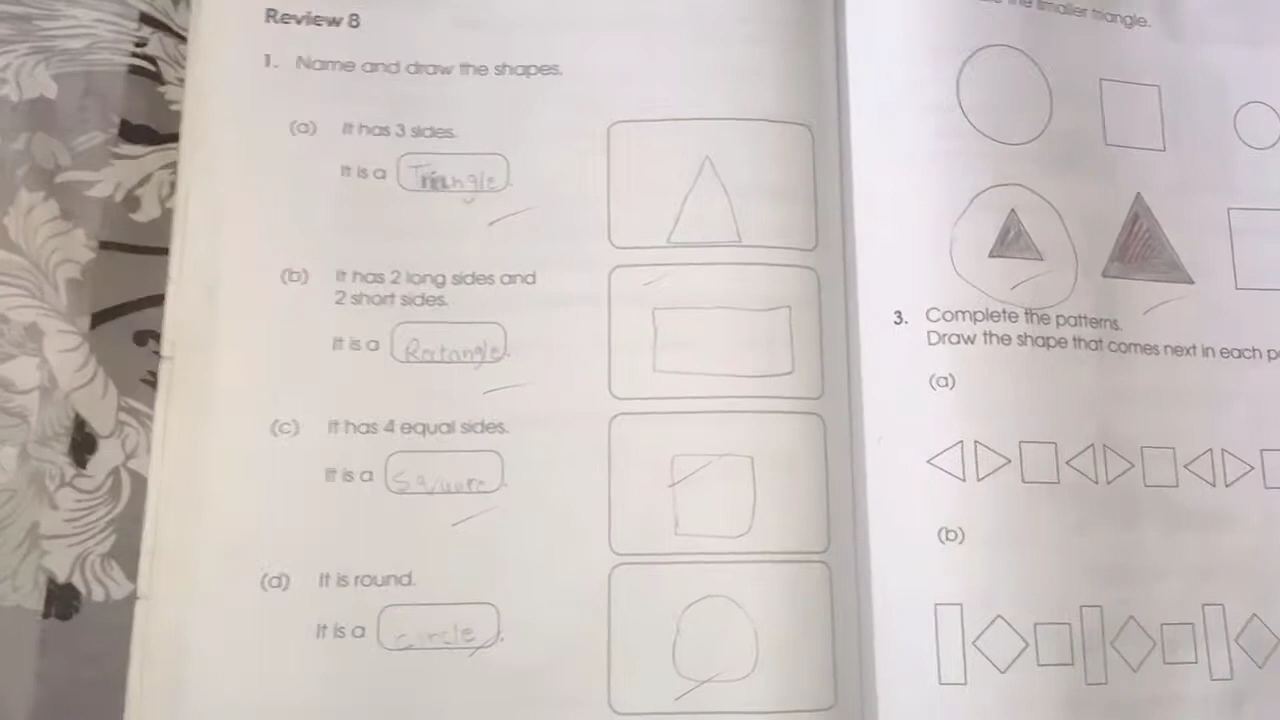 Review 8
1. Name and draw the shapes.
(a) It has 3 sides.
It is a Triangle.
(b) It has 2 long sides and
2 short sides.
It is a Rectangle.
(c) It has 4 equal sides.
It is a Square.
(d) It is round.
It is a circle.
the smaller triangle.
3. Complete the patterns.
Draw the shape that comes next in each
(a)
(b)